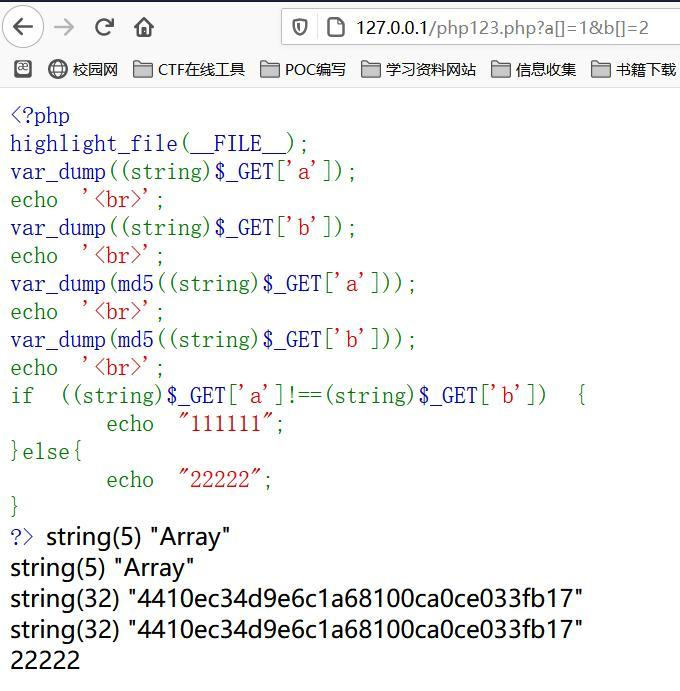 127.0.0.1/php123.php?a[]=1&b[]=2
校园网 CTF在线工具 POC编写 学习资料网站 信息收集 书籍下载
<?php
highlight_file(__FILE__);
var_dump((string)$_GET['a']);
echo '<br>';
var_dump((string)$_GET['b']);
echo '<br>';
var_dump(md5((string)$_GET['a']));
echo '<br>';
var_dump(md5((string)$_GET['b']));
echo '<br>';
if ((string)$_GET['a']!==(string)$_GET['b']) {
        echo "111111";
}else{
        echo "22222";
}
?> string(5) "Array"
string(5) "Array"
string(32) "4410ec34d9e6c1a68100ca0ce033fb17"
string(32) "4410ec34d9e6c1a68100ca0ce033fb17"
22222